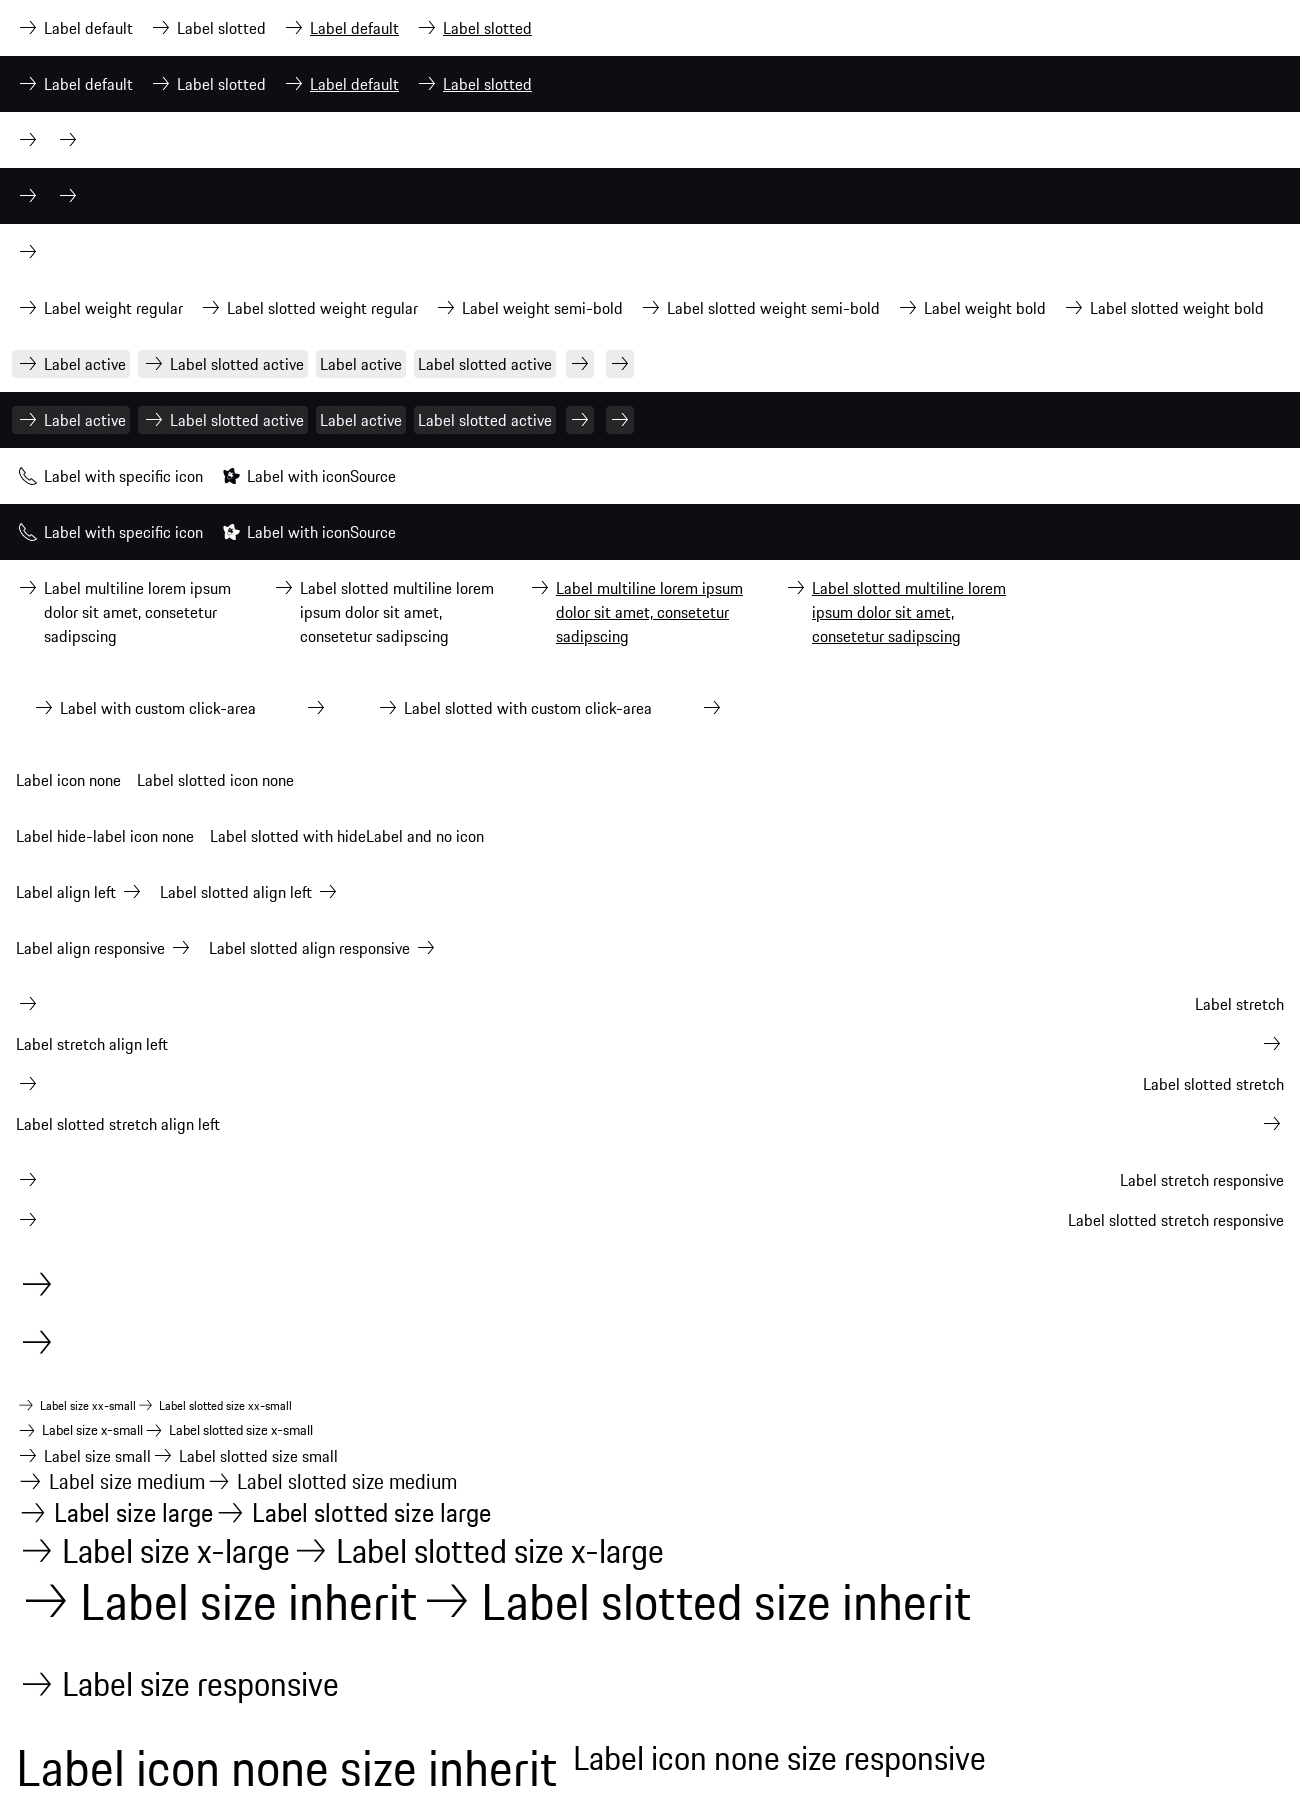 Label default Label slotted Label default Label slotted
Label default Label slotted Label default Label slotted
Label weight regular Label slotted weight regular Label weight semi-bold Label slotted weight semi-bold Label weight bold Label slotted weight bold
Label active Label slotted active Label active Label slotted active
Label active Label slotted active Label active Label slotted active
Label with specific icon Label with iconSource
Label with specific icon Label with iconSource
Label multiline lorem ipsum
dolor sit amet, consetetur
sadipscing
Label slotted multiline lorem
ipsum dolor sit amet,
consetetur sadipscing
Label multiline lorem ipsum
dolor sit amet, consetetur
sadipscing
Label slotted multiline lorem
ipsum dolor sit amet,
consetetur sadipscing
Label with custom click-area Label slotted with custom click-area
Label icon none Label slotted icon none
Label hide-label icon none Label slotted with hideLabel and no icon
Label align left Label slotted align left
Label align responsive Label slotted align responsive
Label stretch
Label stretch align left
Label slotted stretch
Label slotted stretch align left
Label stretch responsive
Label slotted stretch responsive
Label size xx-small Label slotted size xx-small
Label size x-small Label slotted size x-small
Label size small Label slotted size small
Label size medium Label slotted size medium
Label size large Label slotted size large
Label size x-large Label slotted size x-large
Label size inherit Label slotted size inherit
Label size responsive
Label icon none size inherit Label icon none size responsive